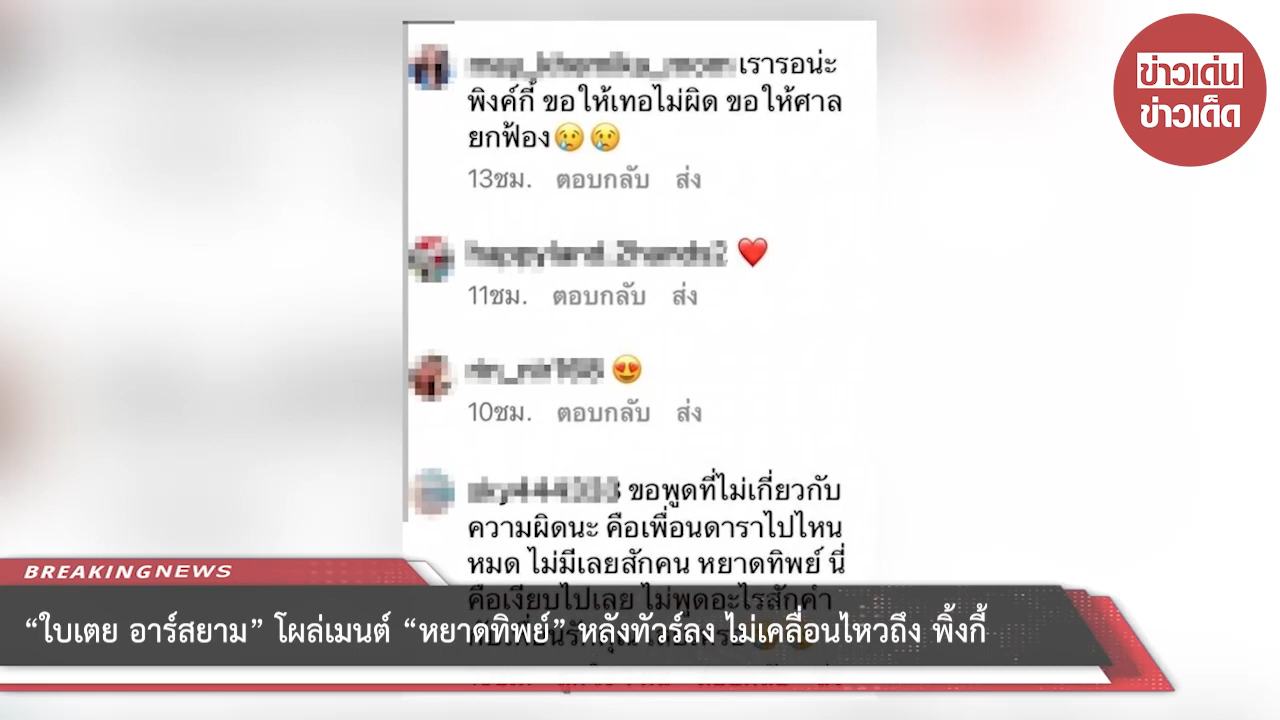 ข่าวเด่น
ข่าวเด็ด
เรารอน่ะ
พิงค์กี้ ขอให้เทอไม่ผิด ขอให้ศาล
ยกฟ้อง😢😢
13ชม. ตอบกลับ ส่ง
❤️
11ชม. ตอบกลับ ส่ง
😍
10ชม. ตอบกลับ ส่ง
ขอพูดที่ไม่เกี่ยวกับ
ความผิดนะ คือเพื่อนดาราไปไหน
หมด ไม่มีเลยสักคน หยาดทิพย์ นี่
คือเงียบไปเลย ไม่พูดอะไรสักคำ
BREAKINGNEWS
“ใบเตย อาร์สยาม” โผล่เมนต์ “หยาดทิพย์” หลังทัวร์ลง ไม่เคลื่อนไหวถึง พิ้งกี้